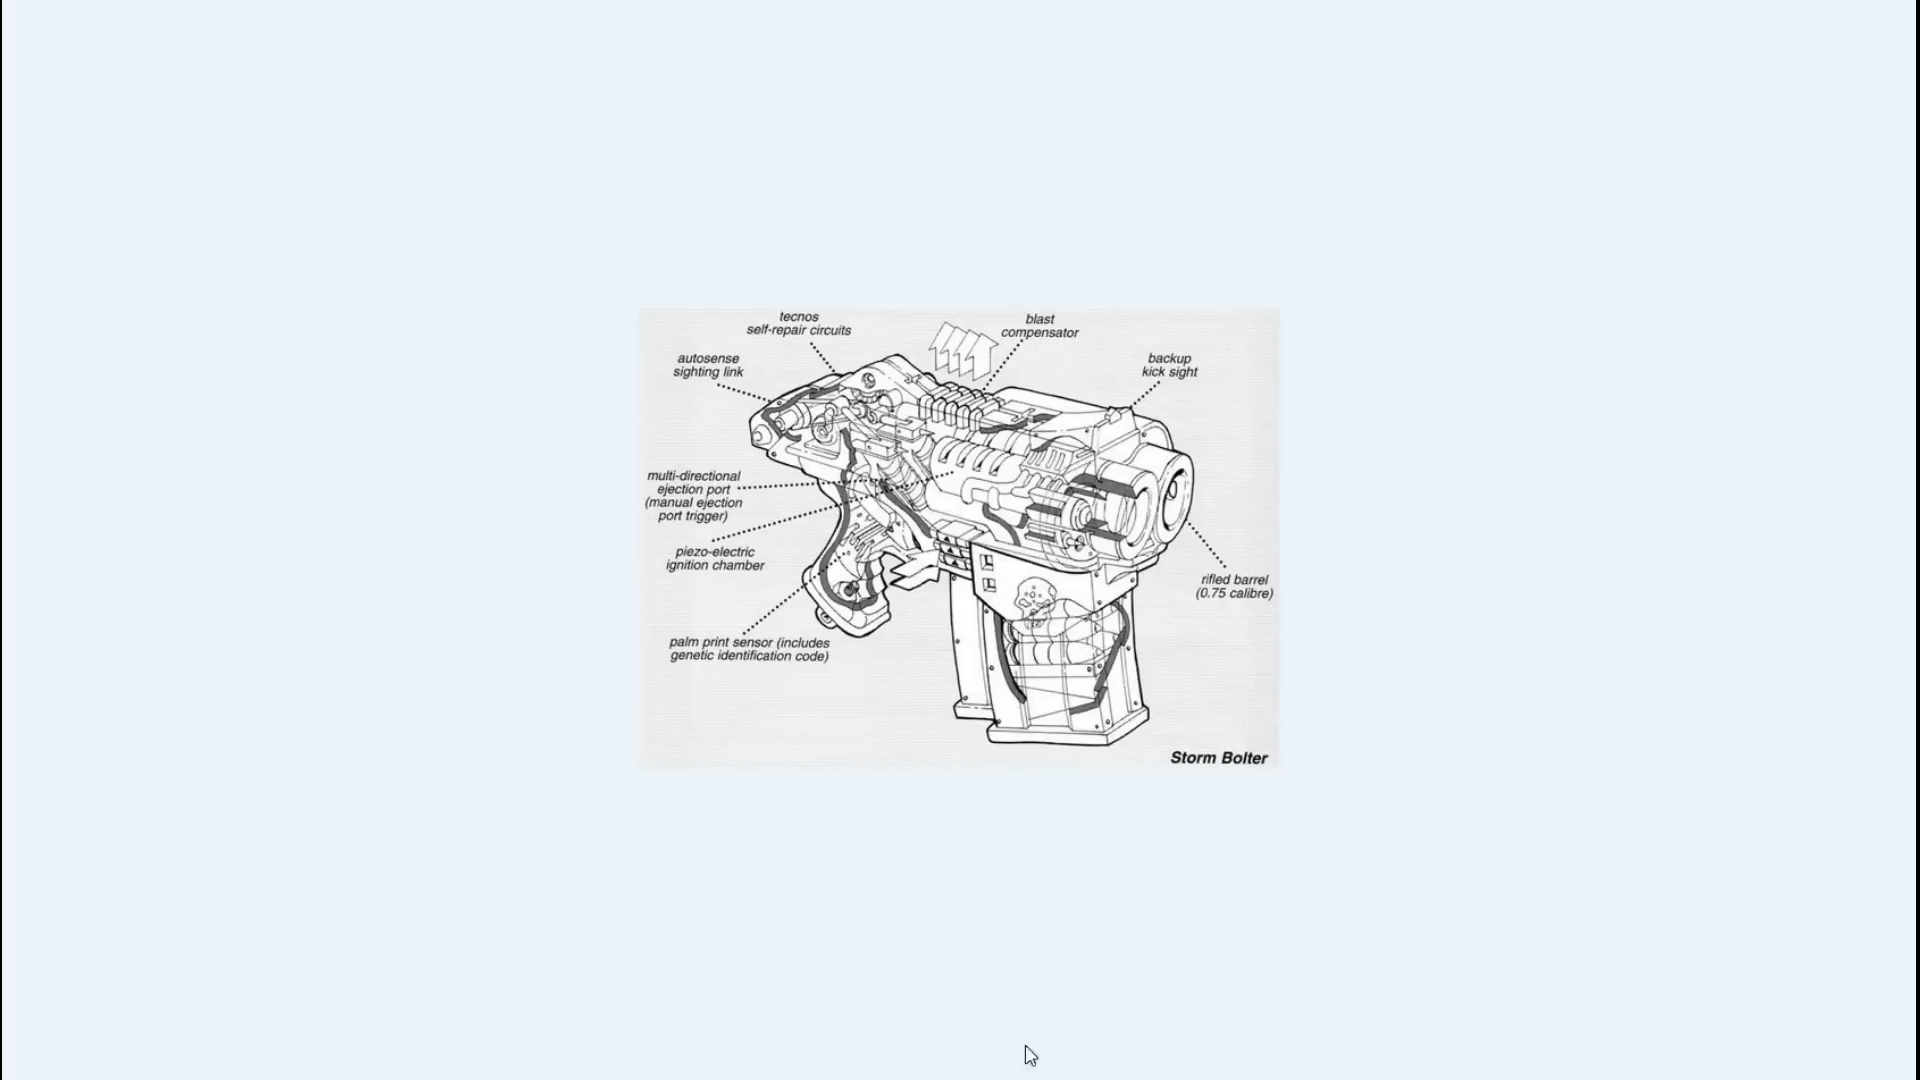 tecnos
self-repair circuits
blast
compensator
autosense
sighting link
backup
kick sight
multi-directional
ejection port
(manual ejection
port trigger)
piezo-electric
ignition chamber
rifled barrel
(0.75 calibre)
palm print sensor (includes
genetic identification code)
Storm Bolter